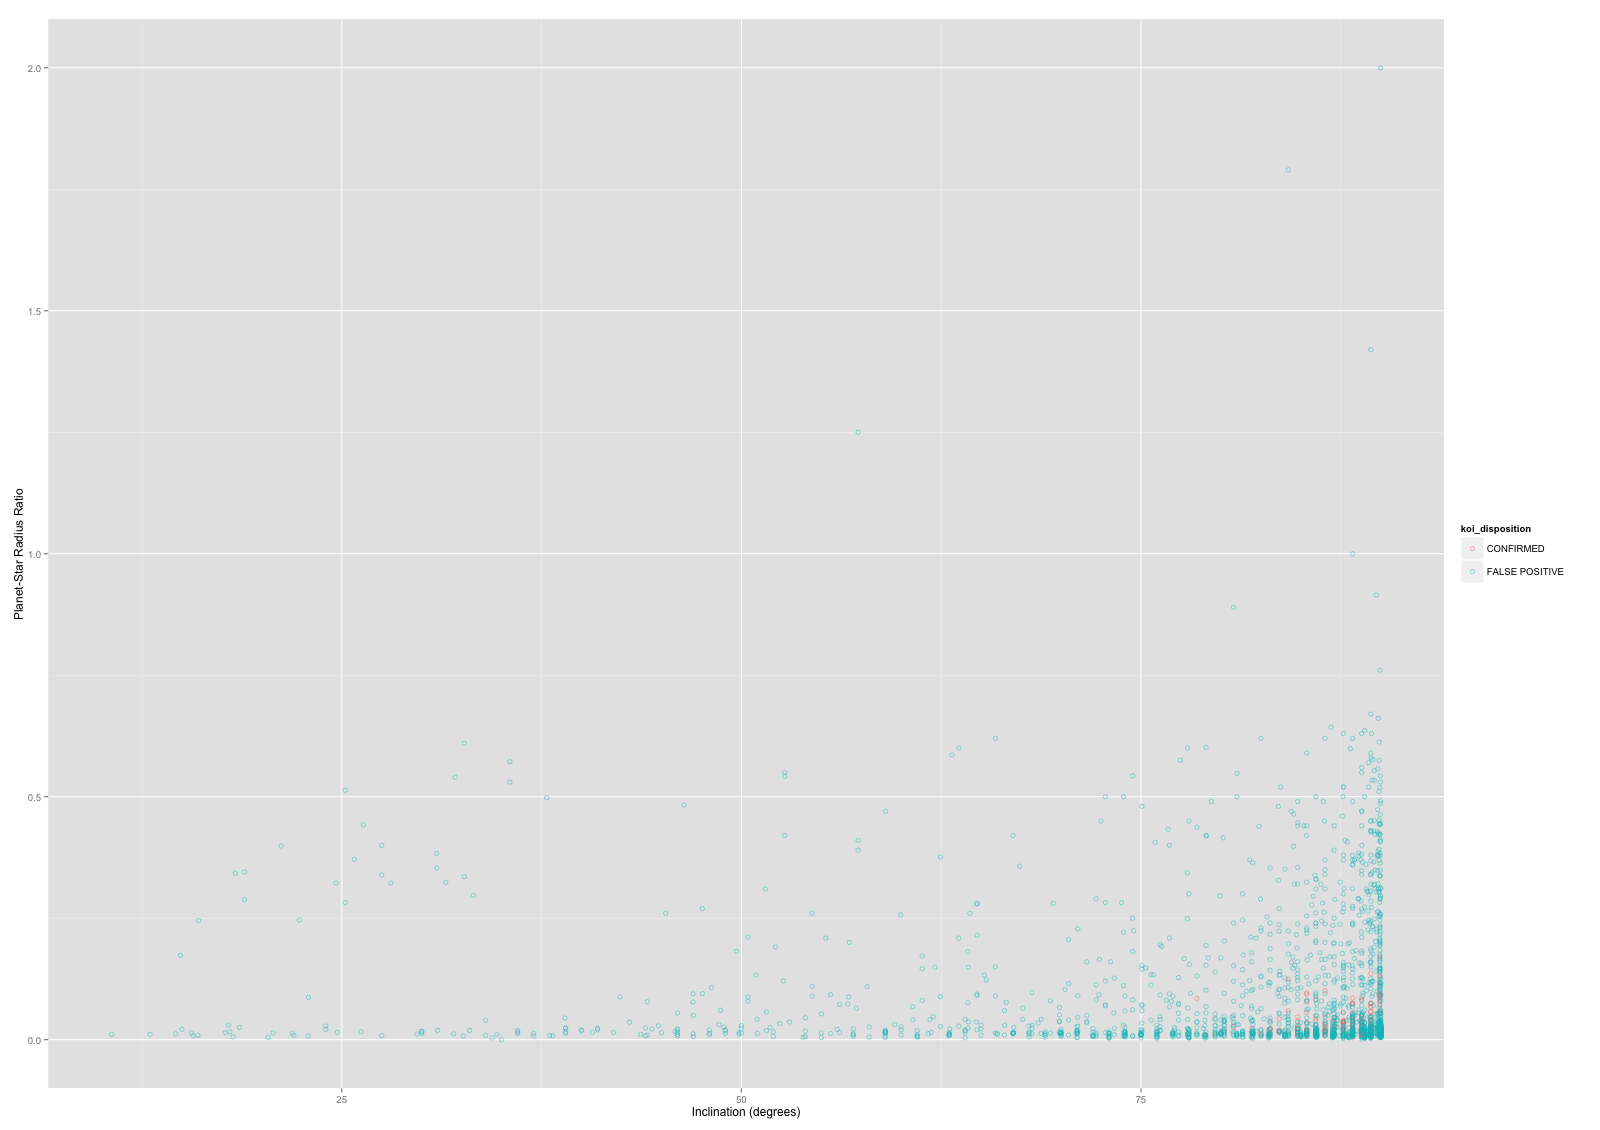 2.0
1.5
1.0
0.5
0.0
Planet-Star Radius Ratio
25
50
75
Inclination (degrees)
koi_disposition
CONFIRMED
FALSE POSITIVE